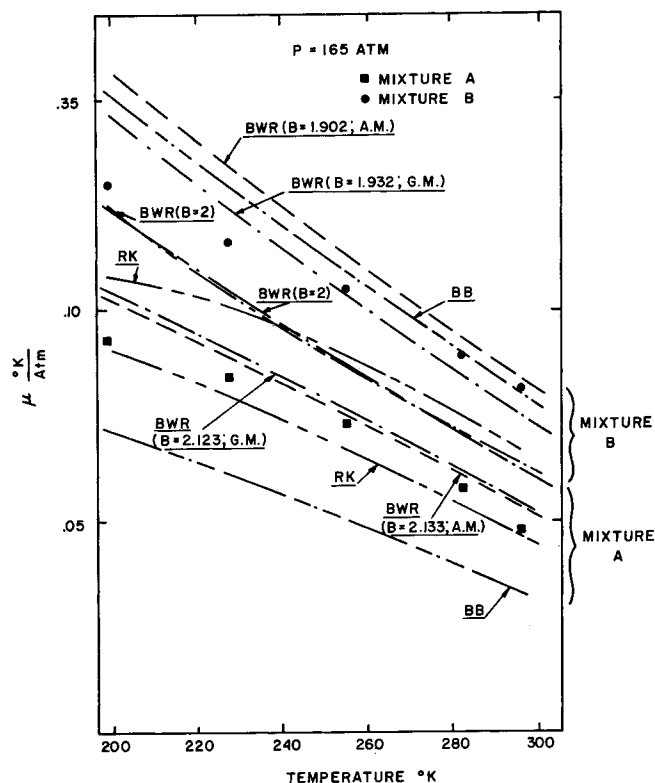 P = 165 ATM
■ MIXTURE A
● MIXTURE B
.35
BWR(B=1.902; A.M.)
BWR(B=1.932; G.M.)
BWR(B=2)
RK
BWR(B=2)
BB
.10
μ °K/Atm
BWR
(B=2.123; G.M.)
RK
BWR
(B=2.133; A.M.)
MIXTURE
B
.05
MIXTURE
A
BB
0
200 220 240 260 280 300
TEMPERATURE °K